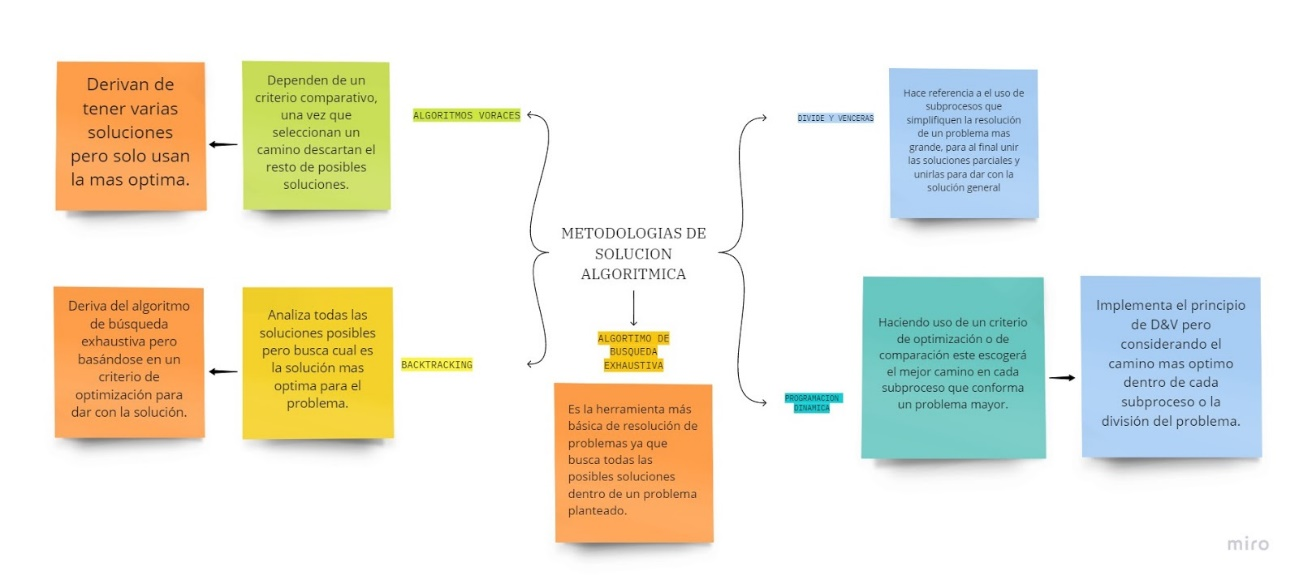 METODOLOGIAS DE
SOLUCION
ALGORITMICA
ALGORITMOS VORACES
Dependen de un
criterio comparativo,
una vez que
seleccionan un
camino descartan el
resto de posibles
soluciones.
Derivan de
tener varias
soluciones
pero solo usan
la mas optima.
BACKTRACKING
Analiza todas las
soluciones posibles
pero busca cual es
la solución mas
optima para el
problema.
Deriva del algoritmo
de búsqueda
exhaustiva pero
basándose en un
criterio de
optimización para
dar con la solución.
ALGORTIMO DE
BUSQUEDA
EXHAUSTIVA
Es la herramienta más
básica de resolución de
problemas ya que
busca todas las
posibles soluciones
dentro de un problema
planteado.
DIVIDE Y VENCERAS
Hace referencia a el uso de
subprocesos que
simplifiquen la resolución
de un problema mas
grande, para al final unir
las soluciones parciales y
unirlas para dar con la
solución general
PROGRAMACION
DINAMICA
Haciendo uso de un criterio
de optimización o de
comparación este escogerá
el mejor camino en cada
subproceso que conforma
un problema mayor.
Implementa el principio
de D&V pero
considerando el
camino mas optimo
dentro de cada
subproceso o la
división del problema.
miro